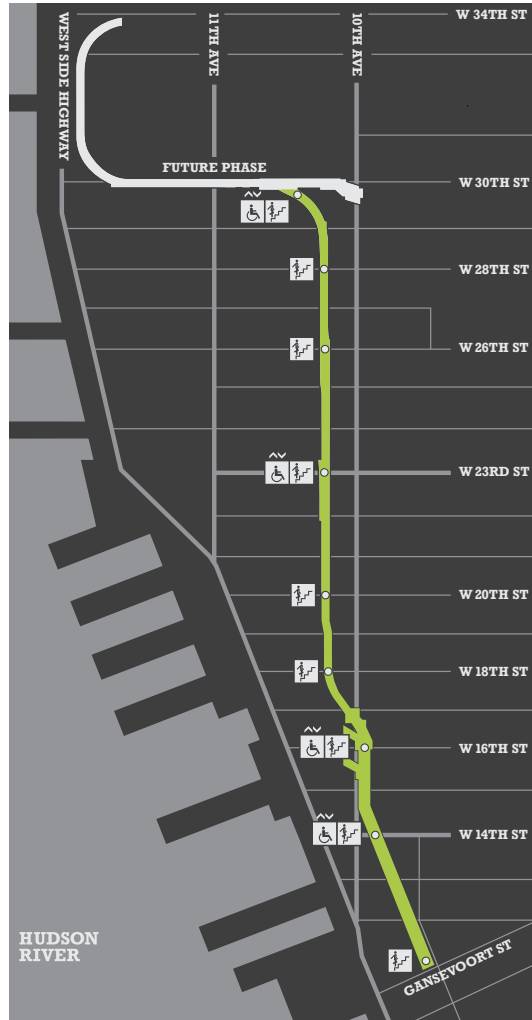 W 34TH ST
WEST SIDE HIGHWAY
11TH AVE
10TH AVE
FUTURE PHASE
W 30TH ST
W 28TH ST
W 26TH ST
W 23RD ST
W 20TH ST
W 18TH ST
W 16TH ST
W 14TH ST
HUDSON
RIVER
GANSEVOORT ST